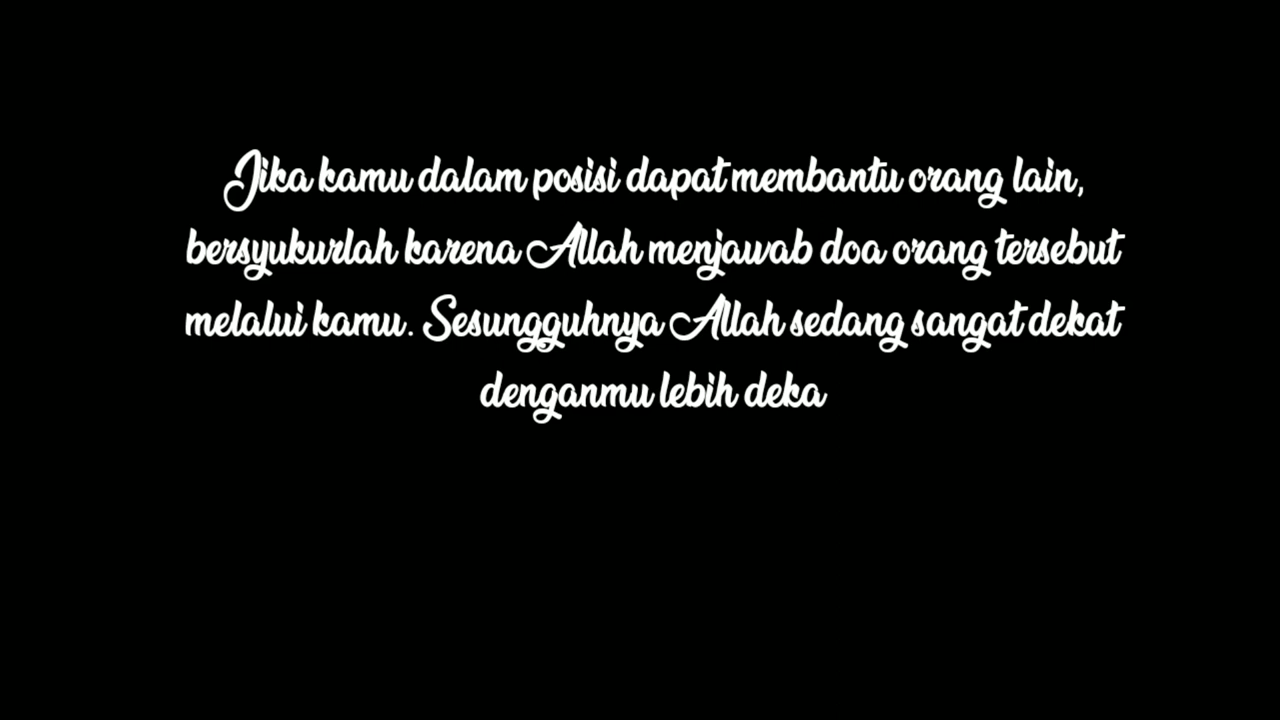 Jika kamu dalam posisi dapat membantu orang lain,
bersyukurlah karena Allah menjawab doa orang tersebut
melalui kamu. Sesungguhnya Allah sedang sangat dekat
denganmu lebih deka